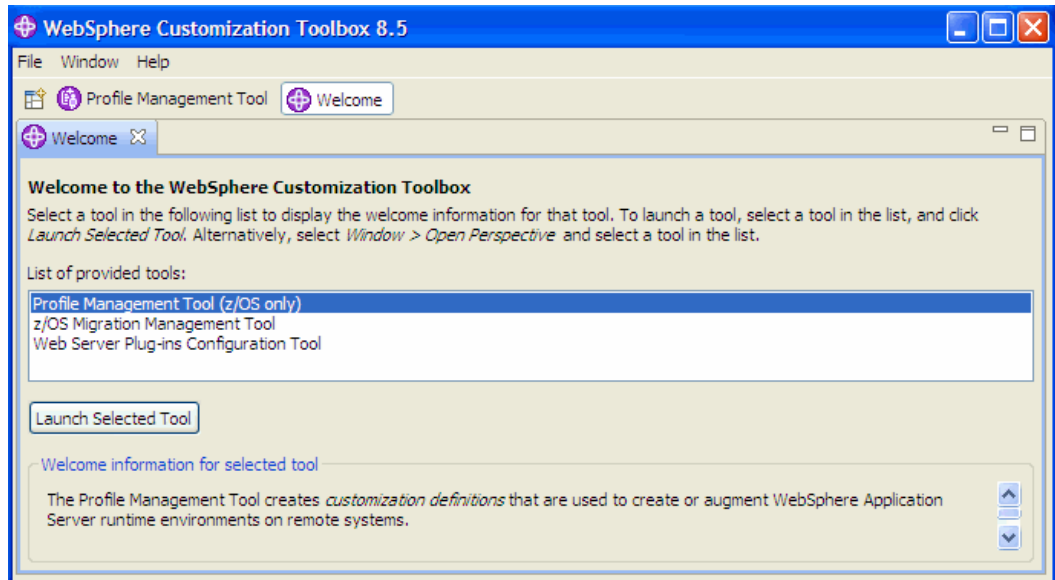 WebSphere Customization Toolbox 8.5
File Window Help
Profile Management Tool Welcome
Welcome
Welcome to the WebSphere Customization Toolbox
Select a tool in the following list to display the welcome information for that tool. To launch a tool, select a tool in the list, and click
Launch Selected Tool. Alternatively, select Window > Open Perspective and select a tool in the list.
List of provided tools:
Profile Management Tool (z/OS only)
z/OS Migration Management Tool
Web Server Plug-ins Configuration Tool
Launch Selected Tool
Welcome information for selected tool
The Profile Management Tool creates customization definitions that are used to create or augment WebSphere Application
Server runtime environments on remote systems.